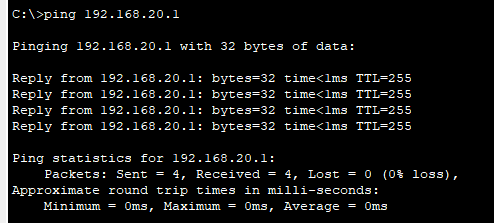 C:\>ping 192.168.20.1
Pinging 192.168.20.1 with 32 bytes of data:
Reply from 192.168.20.1: bytes=32 time<1ms TTL=255
Reply from 192.168.20.1: bytes=32 time<1ms TTL=255
Reply from 192.168.20.1: bytes=32 time<1ms TTL=255
Reply from 192.168.20.1: bytes=32 time<1ms TTL=255
Ping statistics for 192.168.20.1:
    Packets: Sent = 4, Received = 4, Lost = 0 (0% loss),
Approximate round trip times in milli-seconds:
    Minimum = 0ms, Maximum = 0ms, Average = 0ms